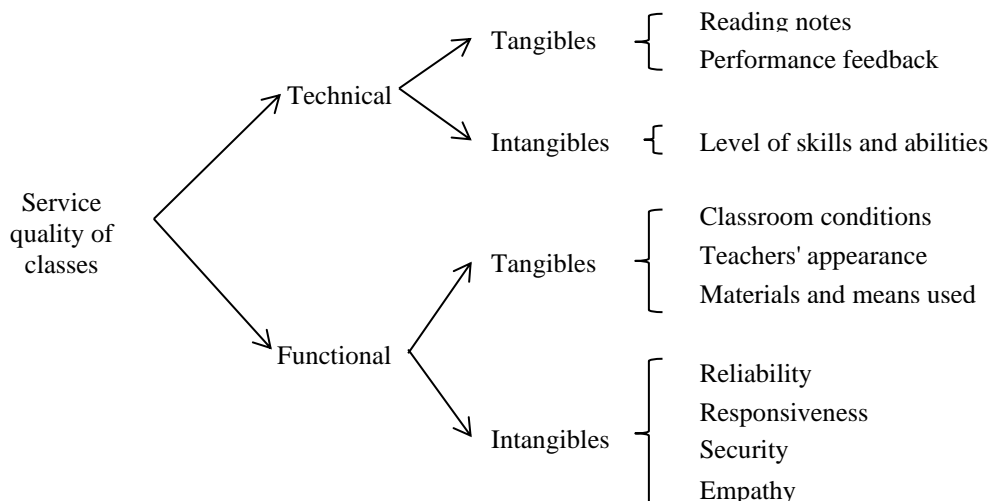 Service
quality of
classes
Technical
Tangibles
Reading notes
Performance feedback
Intangibles
Level of skills and abilities
Functional
Tangibles
Classroom conditions
Teachers' appearance
Materials and means used
Intangibles
Reliability
Responsiveness
Security
Empathy